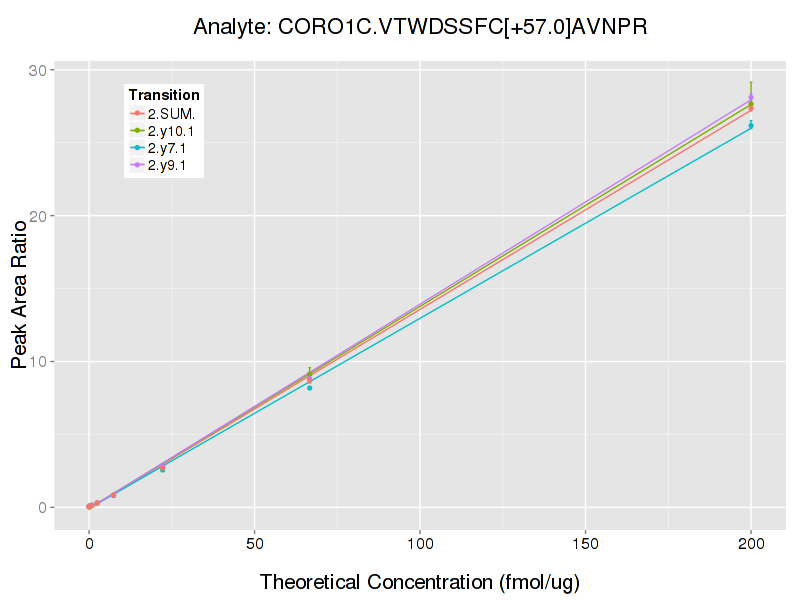 Analyte: CORO1C.VTWDSSFC[+57.0]AVNPR
Peak Area Ratio
30
20
10
0
Transition
2.SUM.
2.y10.1
2.y7.1
2.y9.1
0 50 100 150 200
Theoretical Concentration (fmol/ug)